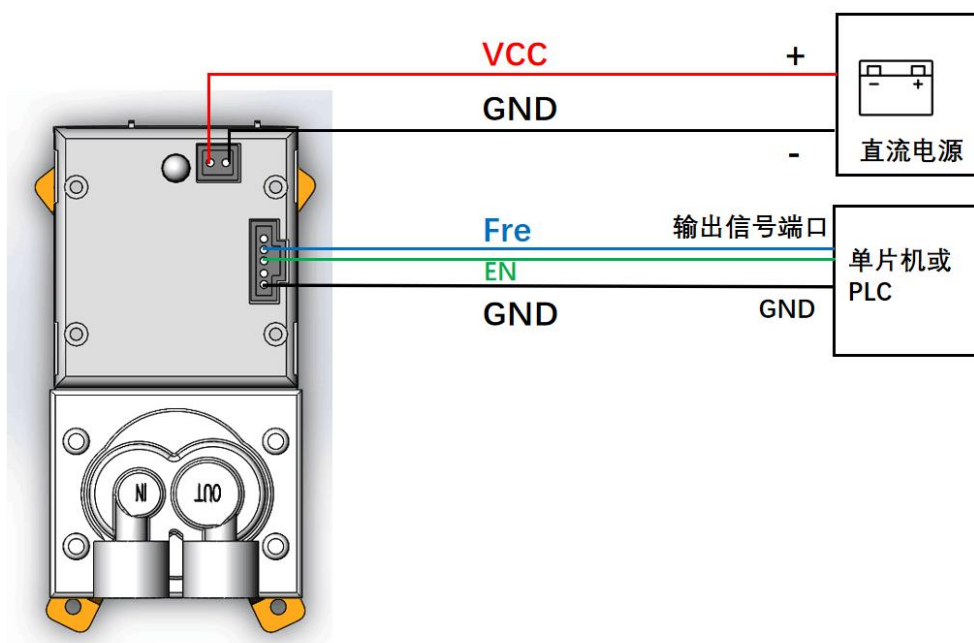 VCC
+
GND
- +
直流电源
-
Fre
输出信号端口
EN
单片机或
PLC
GND
GND
IN
OUT